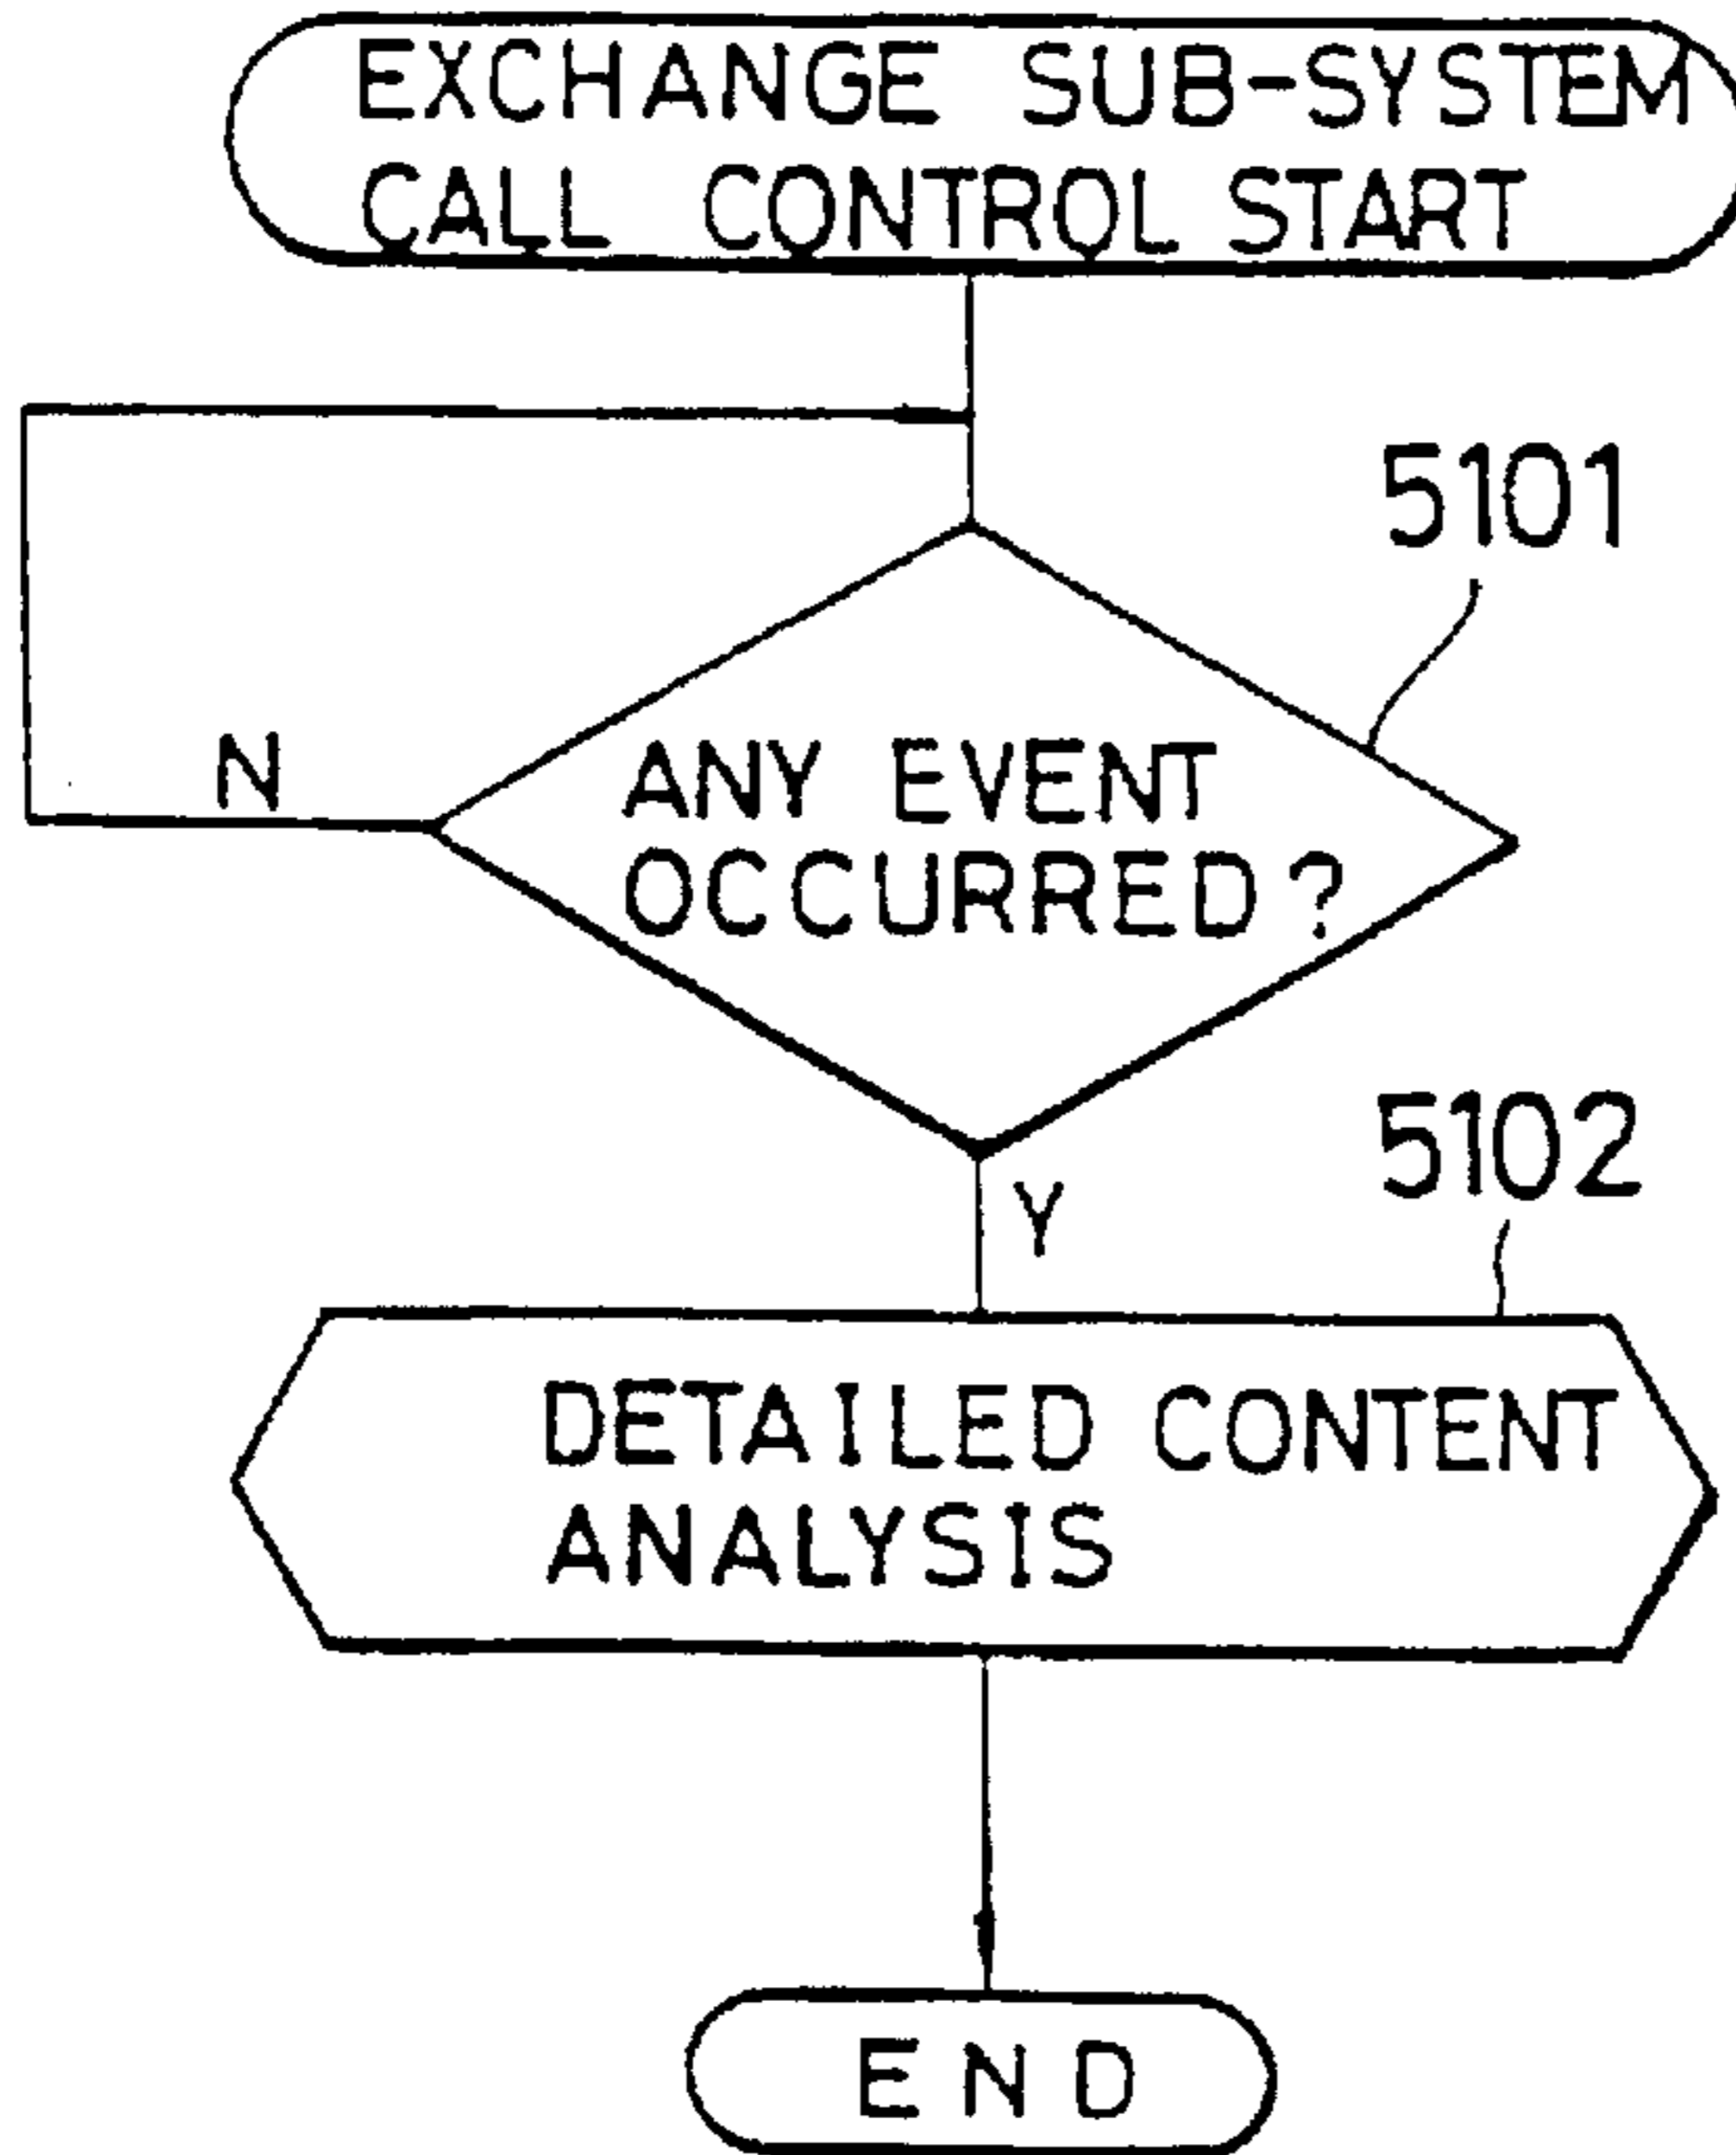 EXCHANGE SUB-SYSTEM
CALL CONTROL START
5101
N
ANY EVENT
OCCURRED?
5102
Y
DETAILED CONTENT
ANALYSIS
END